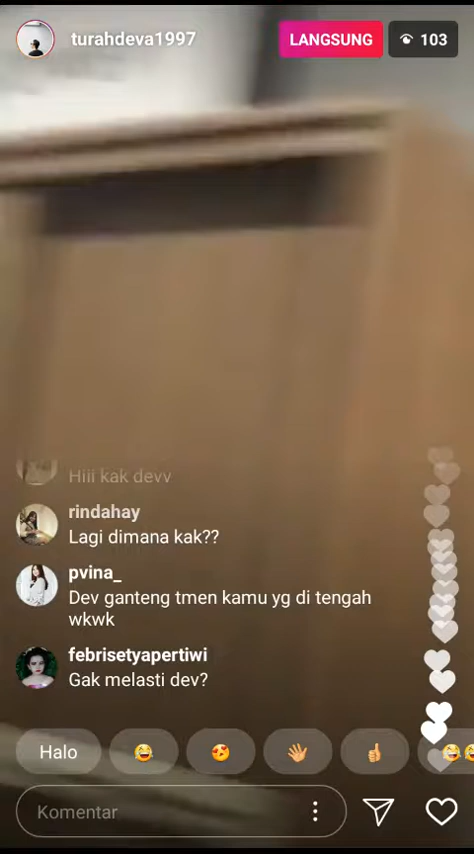 turahdeva1997
LANGSUNG
103
Hiii kak devv
rindahay
Lagi dimana kak??
pvina_
Dev ganteng tmen kamu yg di tengah
wkwk
febrisetyapertiwi
Gak melasti dev?
Halo
Komentar